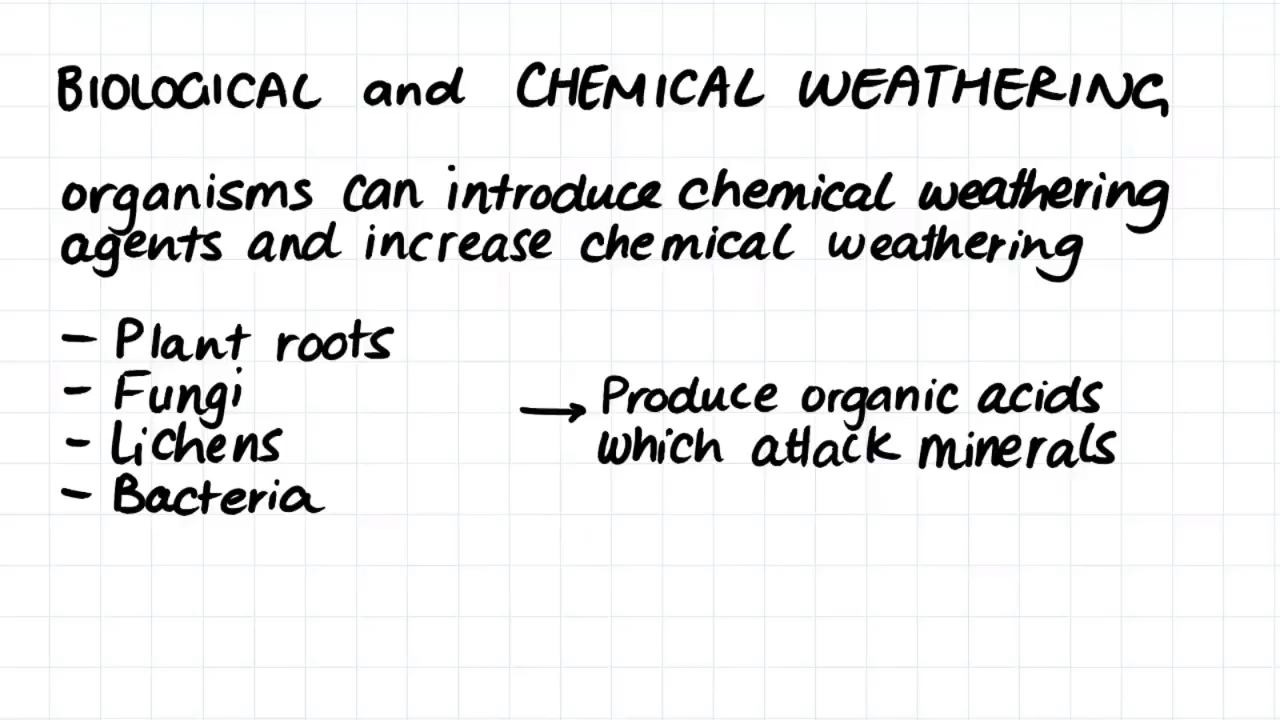 BIOLOGICAL and CHEMICAL WEATHERING
organisms can introduce chemical weathering
agents and increase chemical weathering
- Plant roots
- Fungi
- Lichens
- Bacteria
→ Produce organic acids
which attack minerals